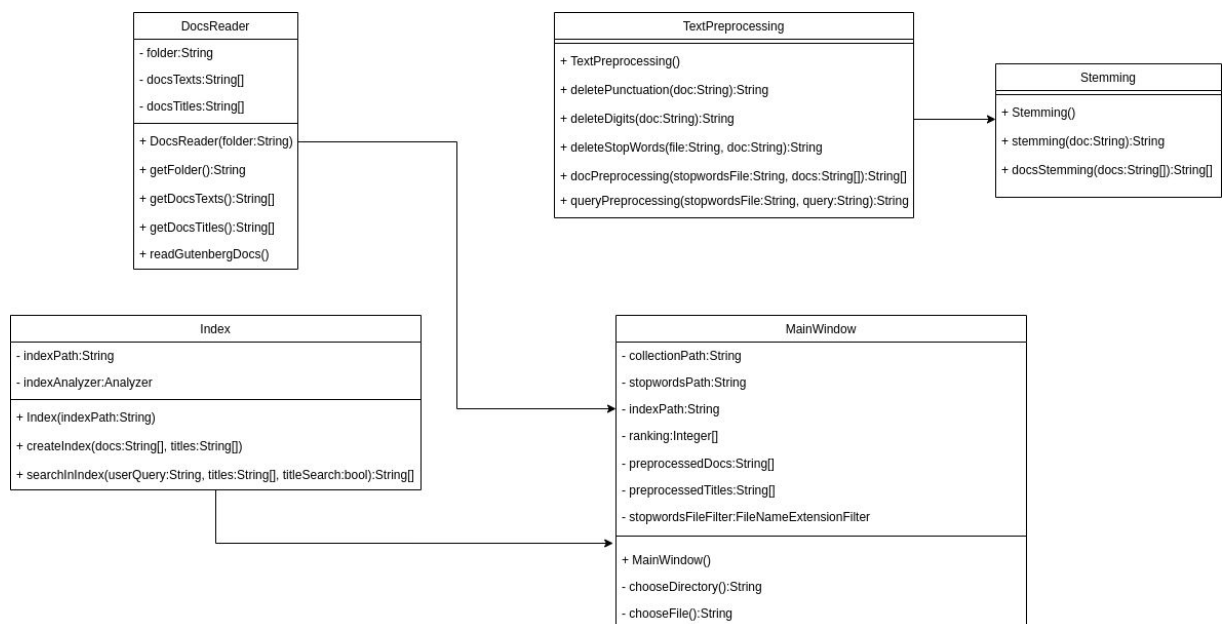 DocsReader
- folder:String
- docsTexts:String[]
- docsTitles:String[]
+ DocsReader(folder:String)
+ getFolder():String
+ getDocsTexts():String[]
+ getDocsTitles():String[]
+ readGutenbergDocs()
TextPreprocessing
+ TextPreprocessing()
+ deletePunctuation(doc:String):String
+ deleteDigits(doc:String):String
+ deleteStopWords(file:String, doc:String):String
+ docPreprocessing(stopwordsFile:String, docs:String[]):String[]
+ queryPreprocessing(stopwordsFile:String, query:String):String
Stemming
+ Stemming()
+ stemming(doc:String):String
+ docsStemming(docs:String[]):String[]
Index
- indexPath:String
- indexAnalyzer:Analyzer
+ Index(indexPath:String)
+ createIndex(docs:String[], titles:String[])
+ searchInIndex(userQuery:String, titles:String[], titleSearch:bool):String[]
MainWindow
- collectionPath:String
- stopwordsPath:String
- indexPath:String
- ranking:Integer[]
- preprocessedDocs:String[]
- preprocessedTitles:String[]
- stopwordsFileFilter:FileNameExtensionFilter
+ MainWindow()
- chooseDirectory():String
- chooseFile():String